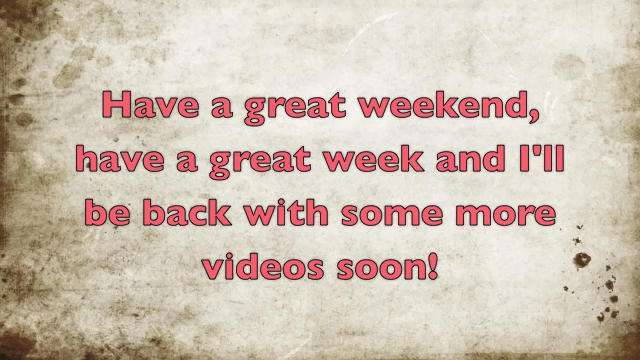 Have a great weekend,
have a great week and I'll
be back with some more
videos soon!